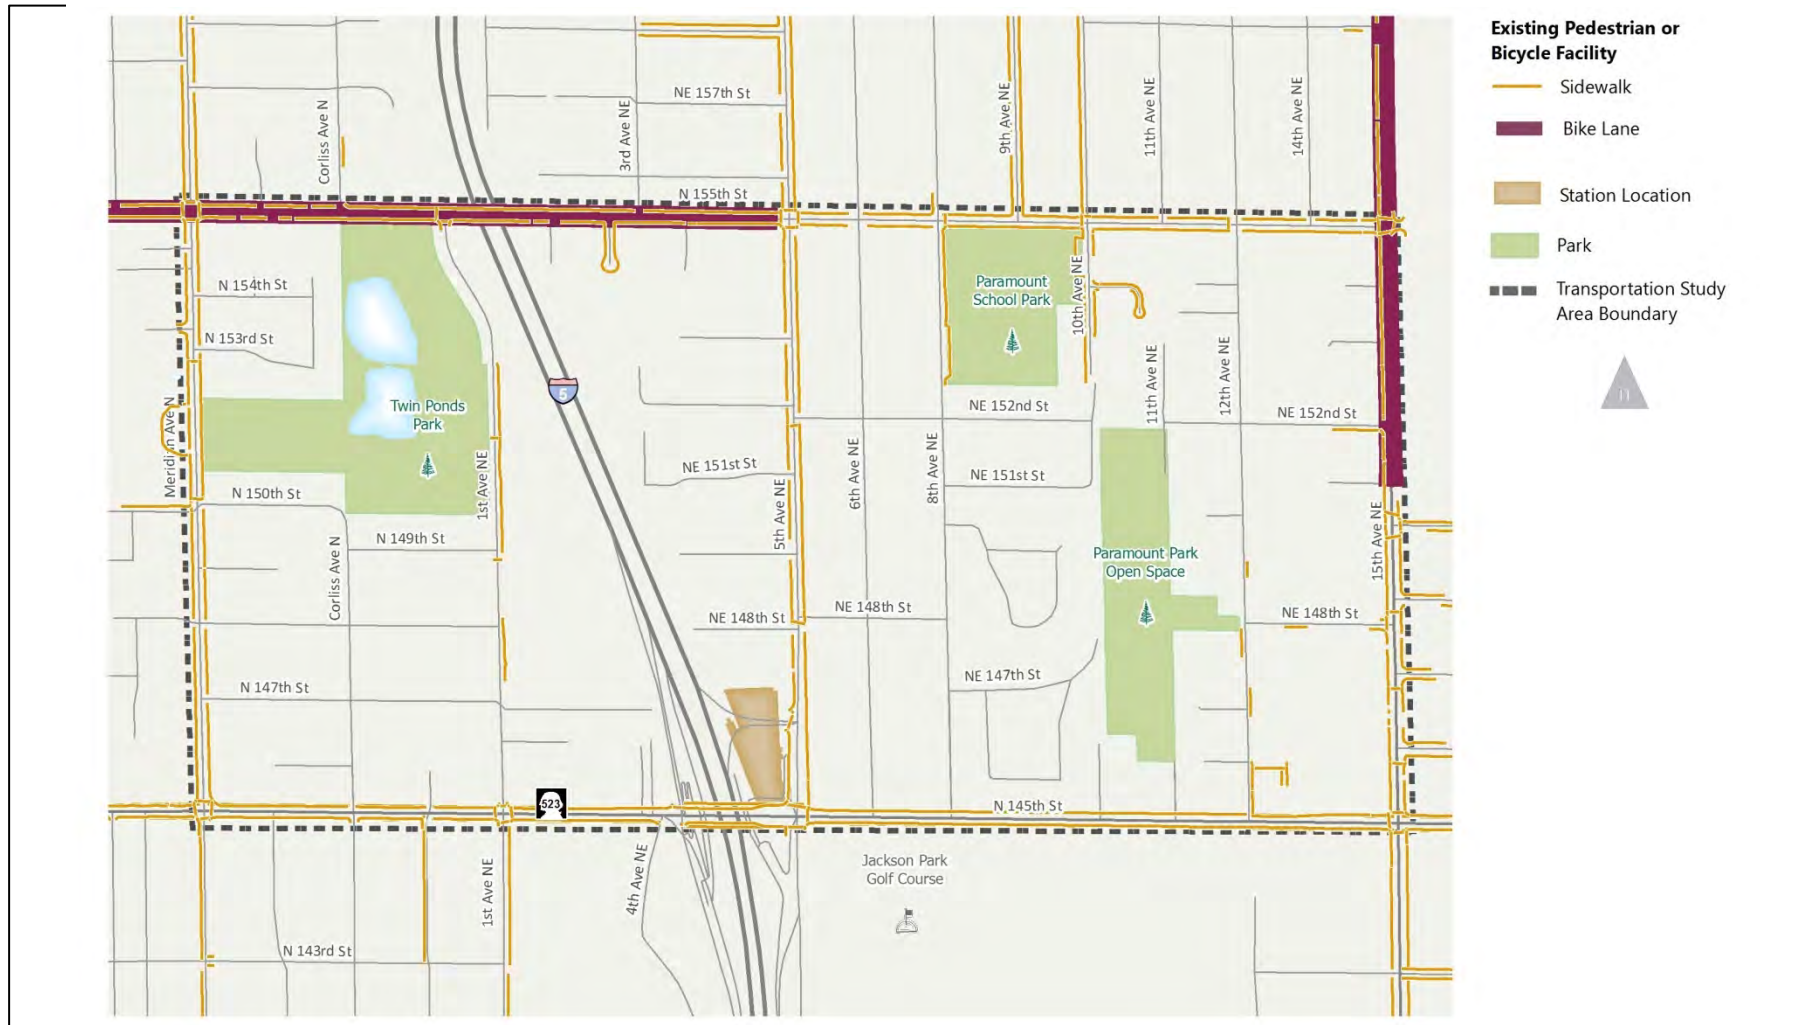 Existing Pedestrian or
Bicycle Facility
Sidewalk
Bike Lane
Station Location
Park
Transportation Study
Area Boundary
n
NE 157th St
Corliss Ave N
3rd Ave NE
9th Ave NE
11th Ave NE
14th Ave NE
N 155th St
N 154th St
N 153rd St
Paramount
School Park
10th Ave NE
5
Twin Ponds
Park
Meridian Ave N
NE 152nd St
11th Ave NE
12th Ave NE
NE 152nd St
N 150th St
1st Ave NE
NE 151st St
5th Ave NE
6th Ave NE
8th Ave NE
NE 151st St
15th Ave NE
N 149th St
Corliss Ave N
Paramount Park
Open Space
NE 148th St
NE 148th St
NE 148th St
N 147th St
NE 147th St
523
N 145th St
1st Ave NE
4th Ave NE
Jackson Park
Golf Course
N 143rd St